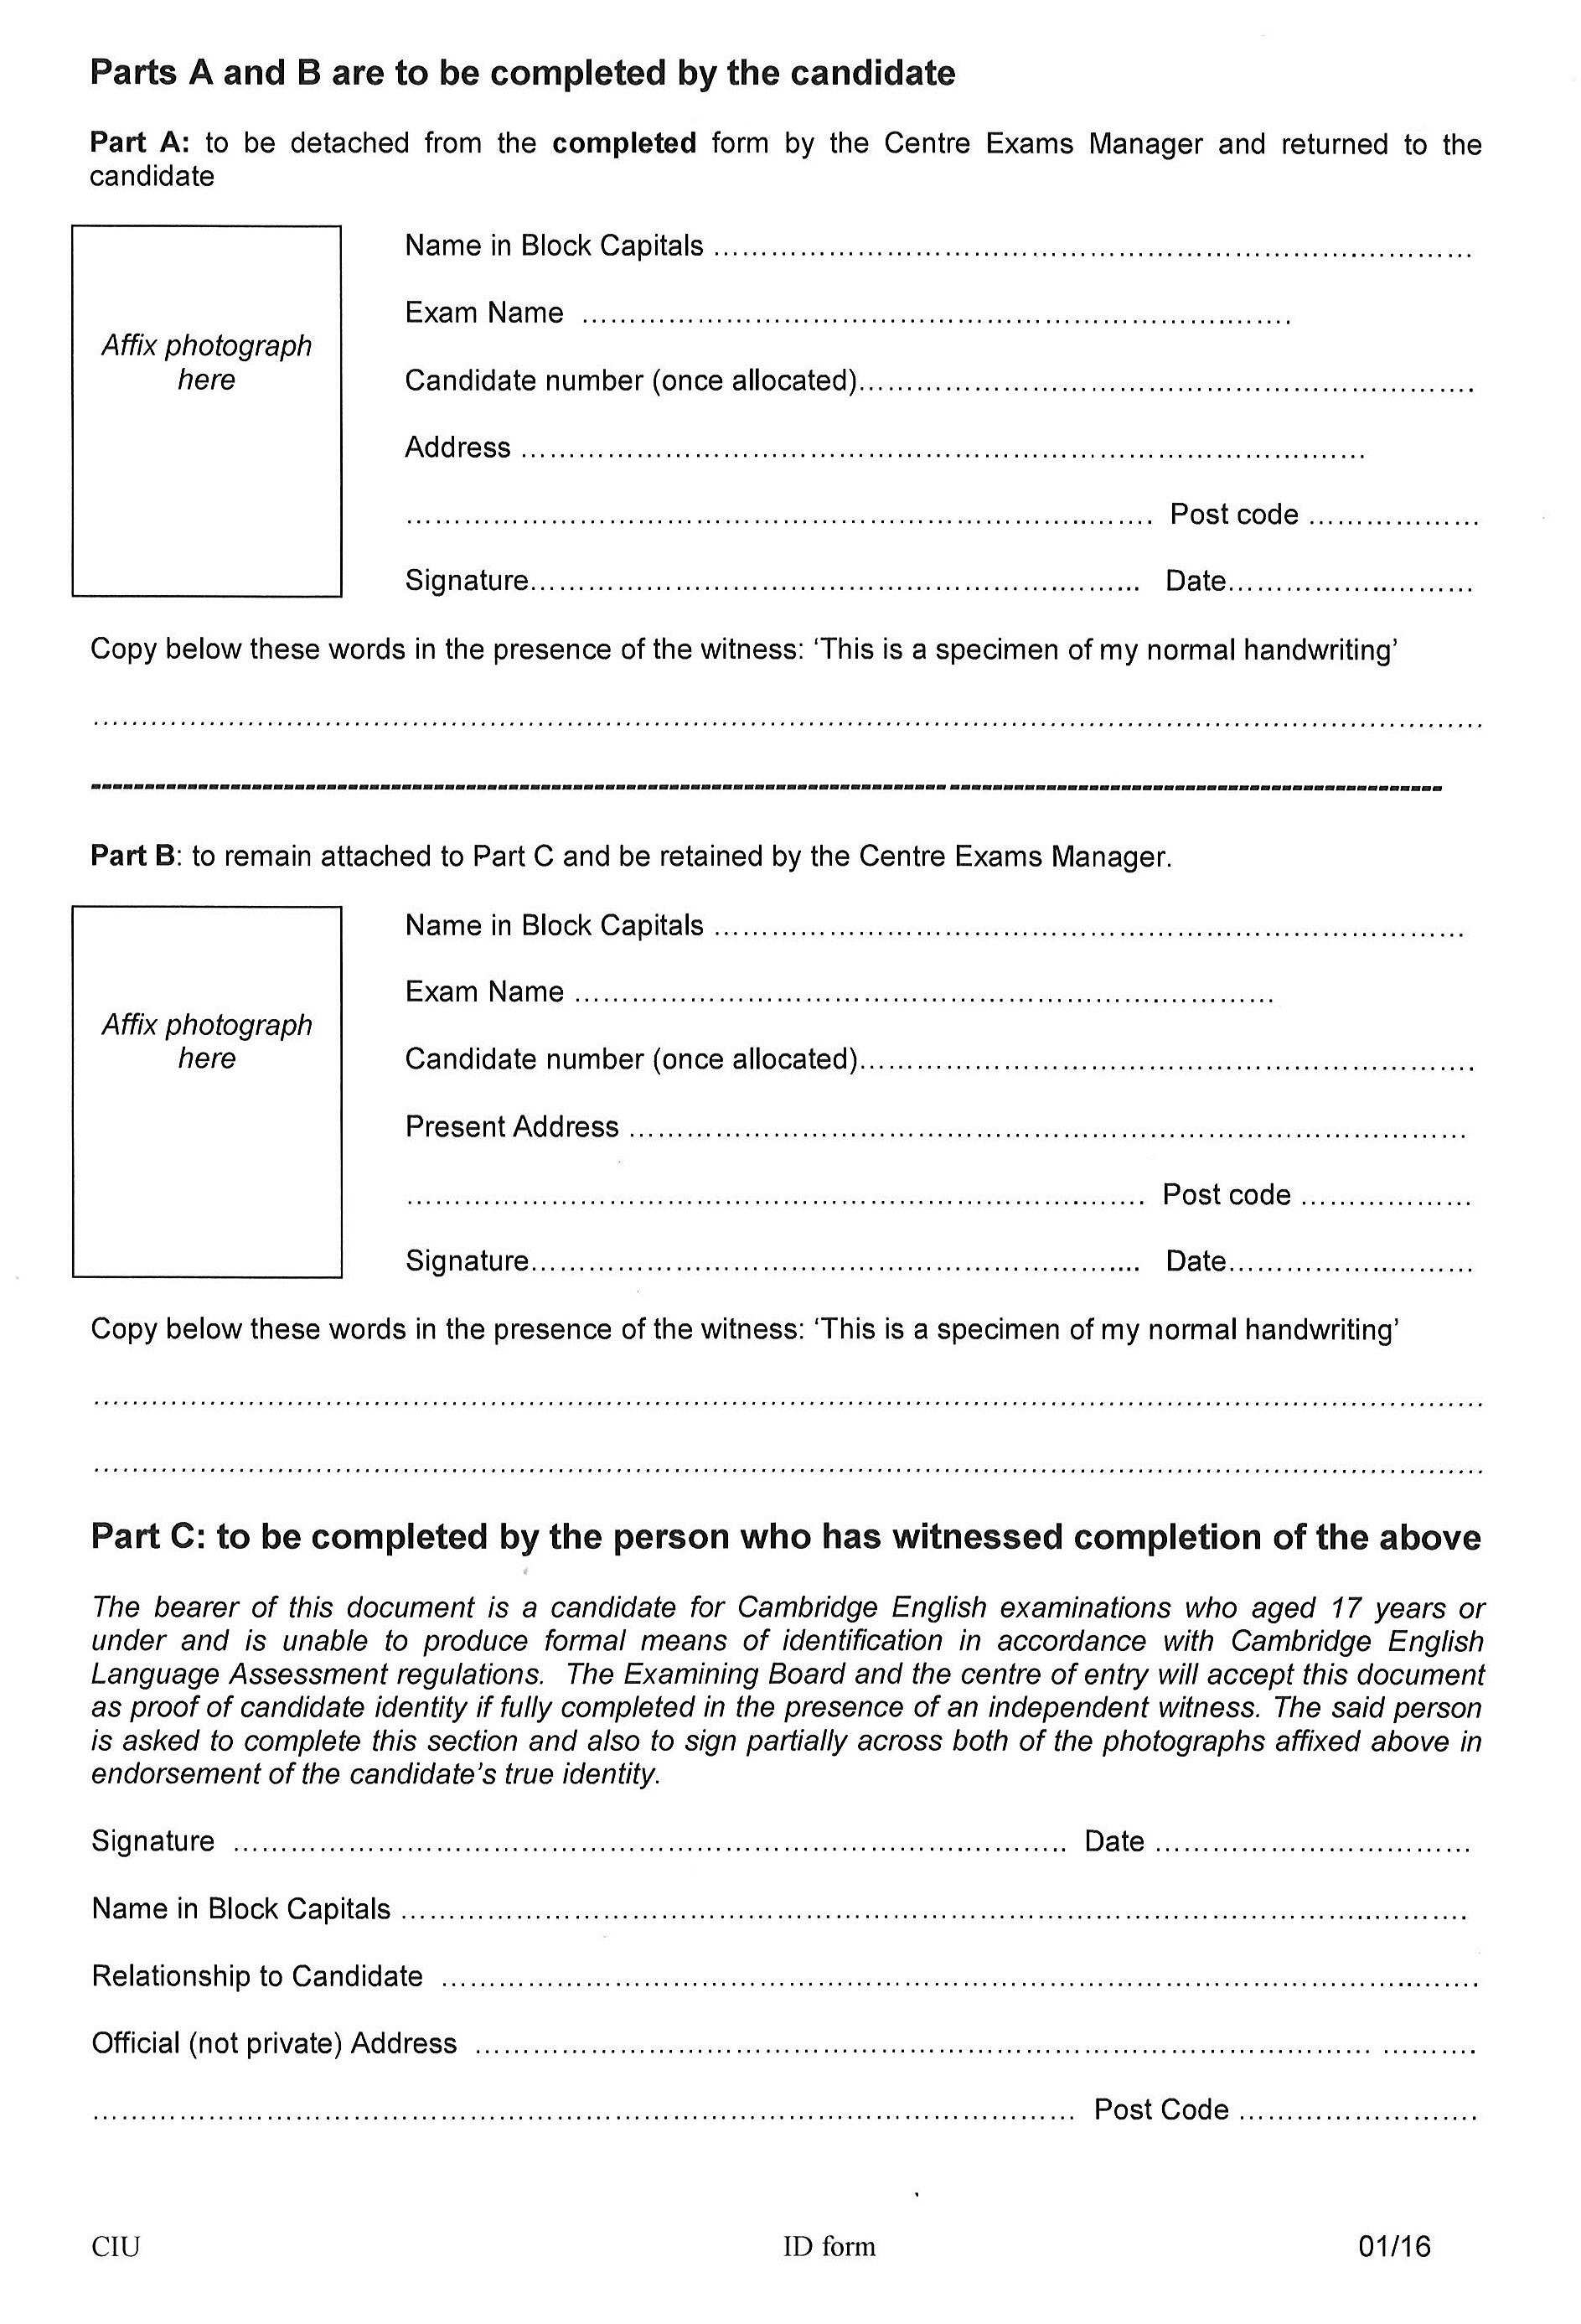 Parts A and B are to be completed by the candidate
Part A: to be detached from the completed form by the Centre Exams Manager and returned to the
candidate
Affix photograph
here
Name in Block Capitals ................................................................................
Exam Name ...........................................................................
Candidate number (once allocated).................................................................
Address .........................................................................................
............................................................................... Post code ..................
Signature................................................................ Date..........................
Copy below these words in the presence of the witness: ‘This is a specimen of my normal handwriting’
...................................................................................................................................................
--------------------------------------------------------------------------------------------------------------
Part B: to remain attached to Part C and be retained by the Centre Exams Manager.
Affix photograph
here
Name in Block Capitals ...............................................................................
Exam Name ..........................................................................
Candidate number (once allocated).................................................................
Present Address ........................................................................................
.............................................................................. Post code ..................
Signature................................................................ Date..........................
Copy below these words in the presence of the witness: ‘This is a specimen of my normal handwriting’
...................................................................................................................................................
...................................................................................................................................................
Part C: to be completed by the person who has witnessed completion of the above
The bearer of this document is a candidate for Cambridge English examinations who aged 17 years or
under and is unable to produce formal means of identification in accordance with Cambridge English
Language Assessment regulations. The Examining Board and the centre of entry will accept this document
as proof of candidate identity if fully completed in the presence of an independent witness. The said person
is asked to complete this section and also to sign partially across both of the photographs affixed above in
endorsement of the candidate’s true identity.
Signature ........................................................................................ Date .................................
Name in Block Capitals ................................................................................................................
Relationship to Candidate .............................................................................................................
Official (not private) Address .............................................................................................. ..........
........................................................................................................ Post Code .........................
CIU ID form 01/16